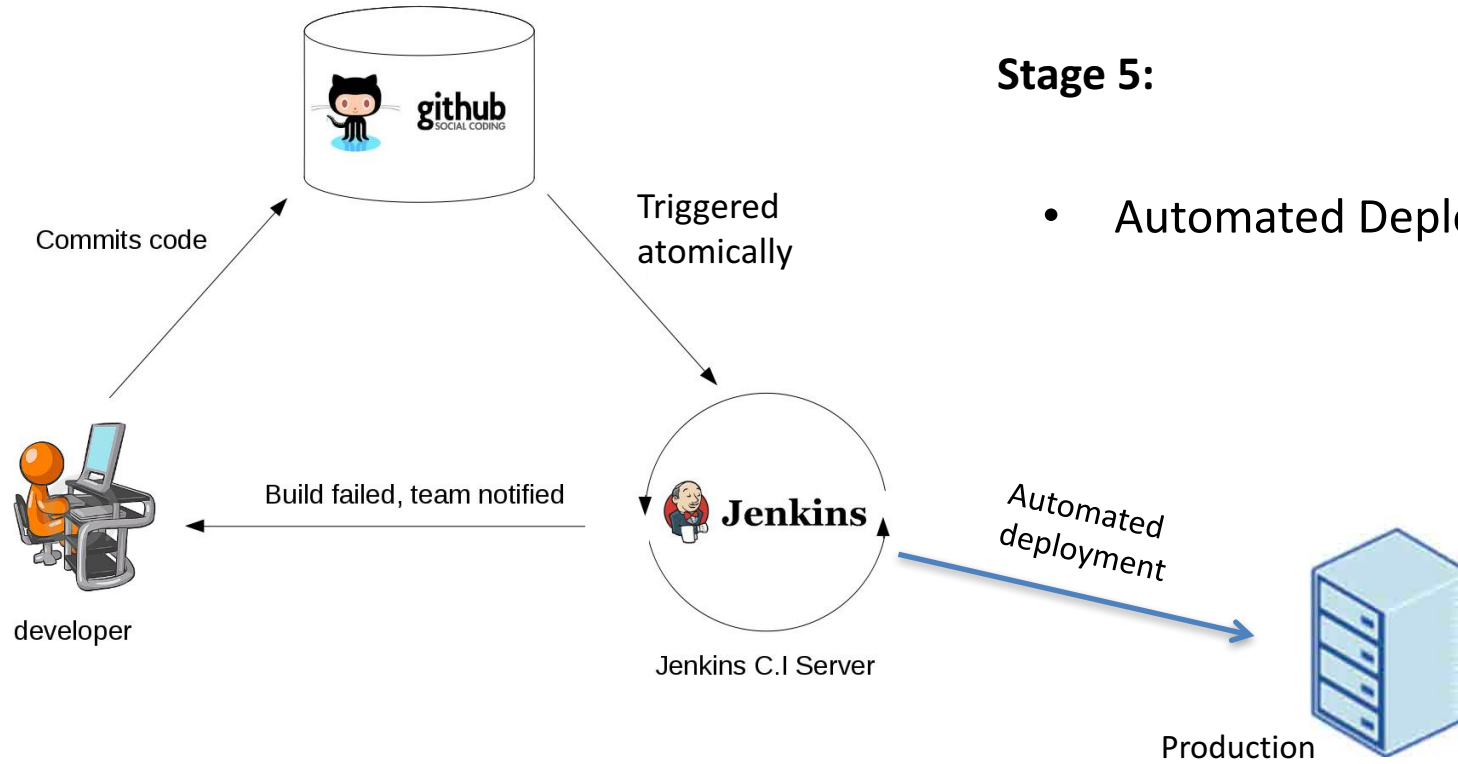 github
SOCIAL CODING
Stage 5:
Triggered
atomically
• Automated
Commits code
Build failed, team notified
Jenkins
Automated
deployment
developer
Jenkins C.I Server
Production